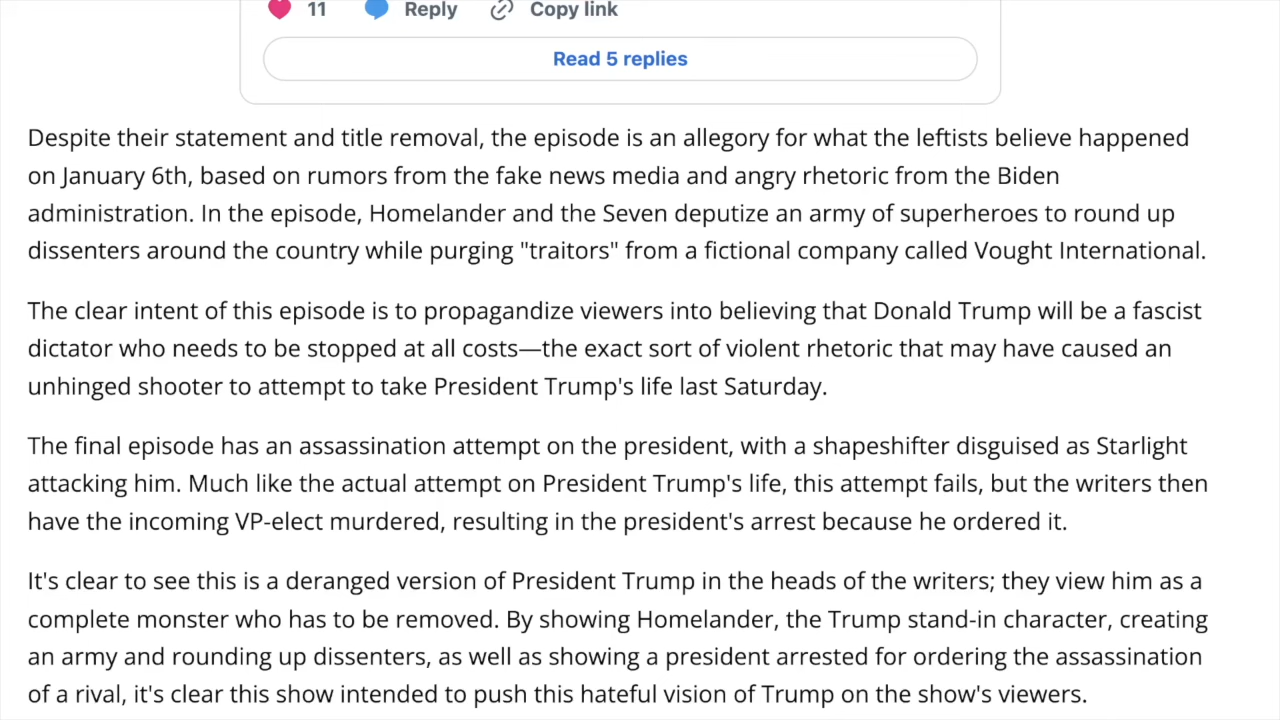 11 Reply Copy link
Read 5 replies
Despite their statement and title removal, the episode is an allegory for what the leftists believe happened
on January 6th, based on rumors from the fake news media and angry rhetoric from the Biden
administration. In the episode, Homelander and the Seven deputize an army of superheroes to round up
dissenters around the country while purging "traitors" from a fictional company called Vought International.
The clear intent of this episode is to propagandize viewers into believing that Donald Trump will be a fascist
dictator who needs to be stopped at all costs—the exact sort of violent rhetoric that may have caused an
unhinged shooter to attempt to take President Trump's life last Saturday.
The final episode has an assassination attempt on the president, with a shapeshifter disguised as Starlight
attacking him. Much like the actual attempt on President Trump's life, this attempt fails, but the writers then
have the incoming VP-elect murdered, resulting in the president's arrest because he ordered it.
It's clear to see this is a deranged version of President Trump in the heads of the writers; they view him as a
complete monster who has to be removed. By showing Homelander, the Trump stand-in character, creating
an army and rounding up dissenters, as well as showing a president arrested for ordering the assassination
of a rival, it's clear this show intended to push this hateful vision of Trump on the show's viewers.